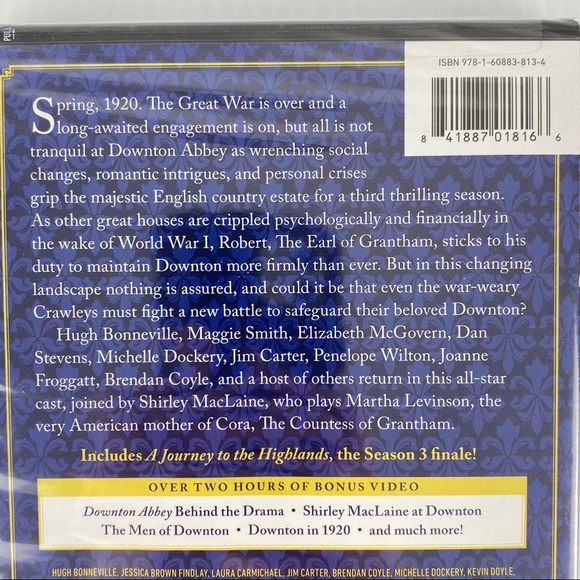 PULL
ISBN 978-1-60883-813-4
8 41887 01816 6
Spring, 1920. The Great War is over and a
long-awaited engagement is on, but all is not
tranquil at Downton Abbey as wrenching social
changes, romantic intrigues, and personal crises
grip the majestic English country estate for a third thrilling season.
As other great houses are crippled psychologically and financially in
the wake of World War I, Robert, The Earl of Grantham, sticks to his
duty to maintain Downton more firmly than ever. But in this changing
landscape nothing is assured, and could it be that even the war-weary
Crawleys must fight a new battle to safeguard their beloved Downton?
Hugh Bonneville, Maggie Smith, Elizabeth McGovern, Dan
Stevens, Michelle Dockery, Jim Carter, Penelope Wilton, Joanne
Froggatt, Brendan Coyle, and a host of others return in this all-star
cast, joined by Shirley MacLaine, who plays Martha Levinson, the
very American mother of Cora, The Countess of Grantham.
Includes A Journey to the Highlands, the Season 3 finale!
OVER TWO HOURS OF BONUS VIDEO
Downton Abbey Behind the Drama • Shirley MacLaine at Downton
The Men of Downton • Downton in 1920 • and much more!
HUGH BONNEVILLE, JESSICA BROWN FINDLAY, LAURA CARMICHAEL, JIM CARTER, BRENDAN COYLE, MICHELLE DOCKERY, KEVIN DOYLE,